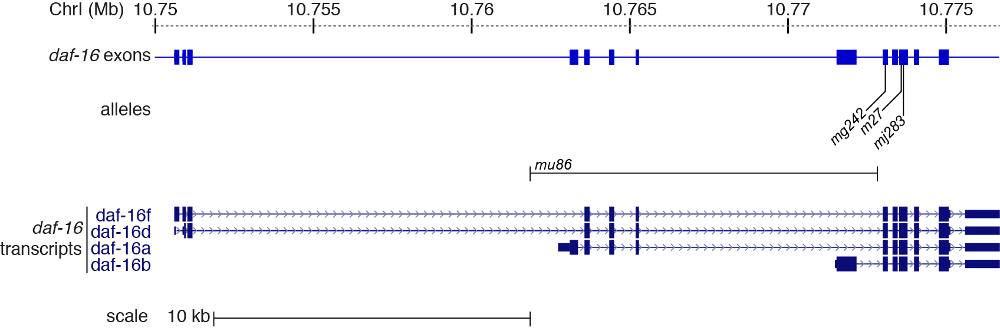 ChrI (Mb) 10.75 10.755 10.76 10.765 10.77 10.775
daf-16 exons
alleles
mg242
m27
mj283
mu86
daf-16 transcripts
daf-16f
daf-16d
daf-16a
daf-16b
scale 10 kb